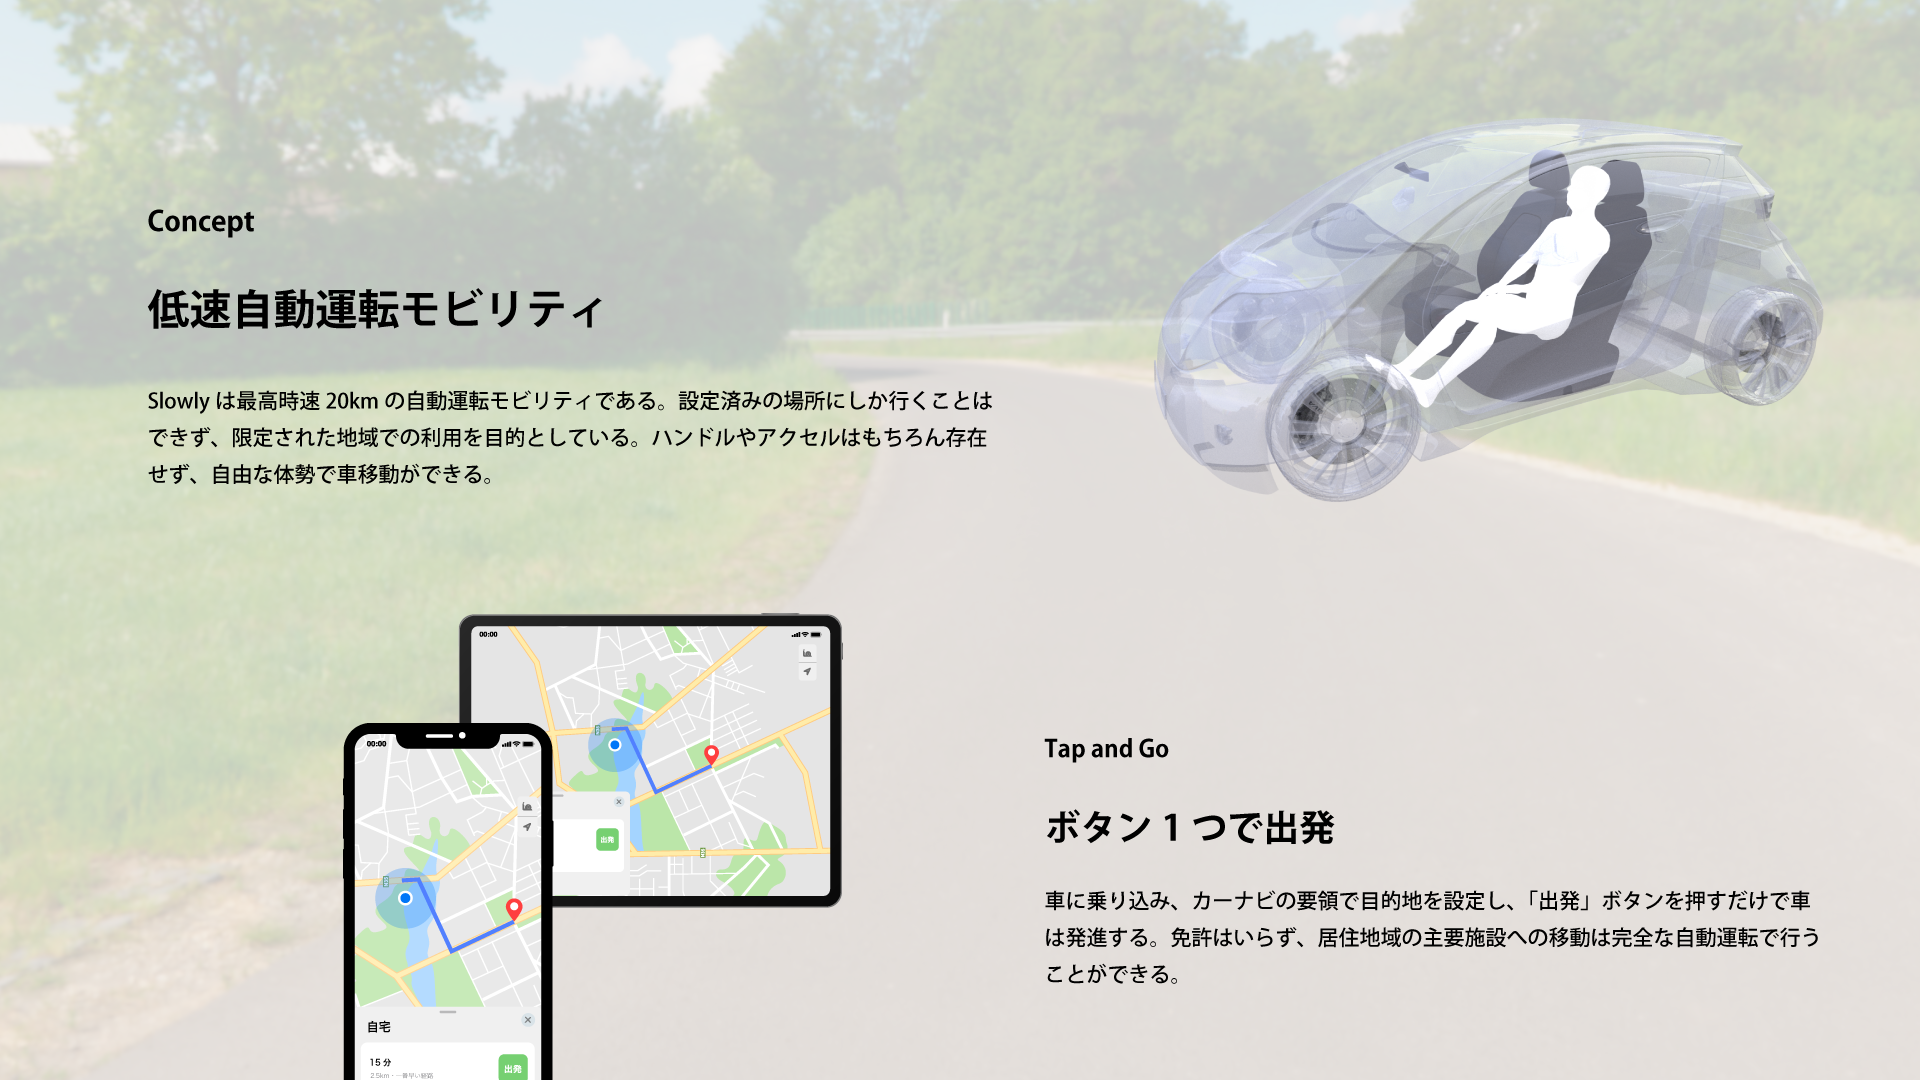 Concept
低速自動運転モビリティ
Slowly は最高時速 20km の自動運転モビリティである。設定済みの場所にしか行くことは
できず、限定された地域での利用を目的としている。ハンドルやアクセルはもちろん存在
せず、自由な体勢で車移動ができる。
00:00
出発
00:00
自宅
15 分
2.5km・一番早い経路
出発
Tap and Go
ボタン 1 つで出発
車に乗り込み、カーナビの要領で目的地を設定し、「出発」ボタンを押すだけで車
は発進する。免許はいらず、居住地域の主要施設への移動は完全な自動運転で行う
ことができる。